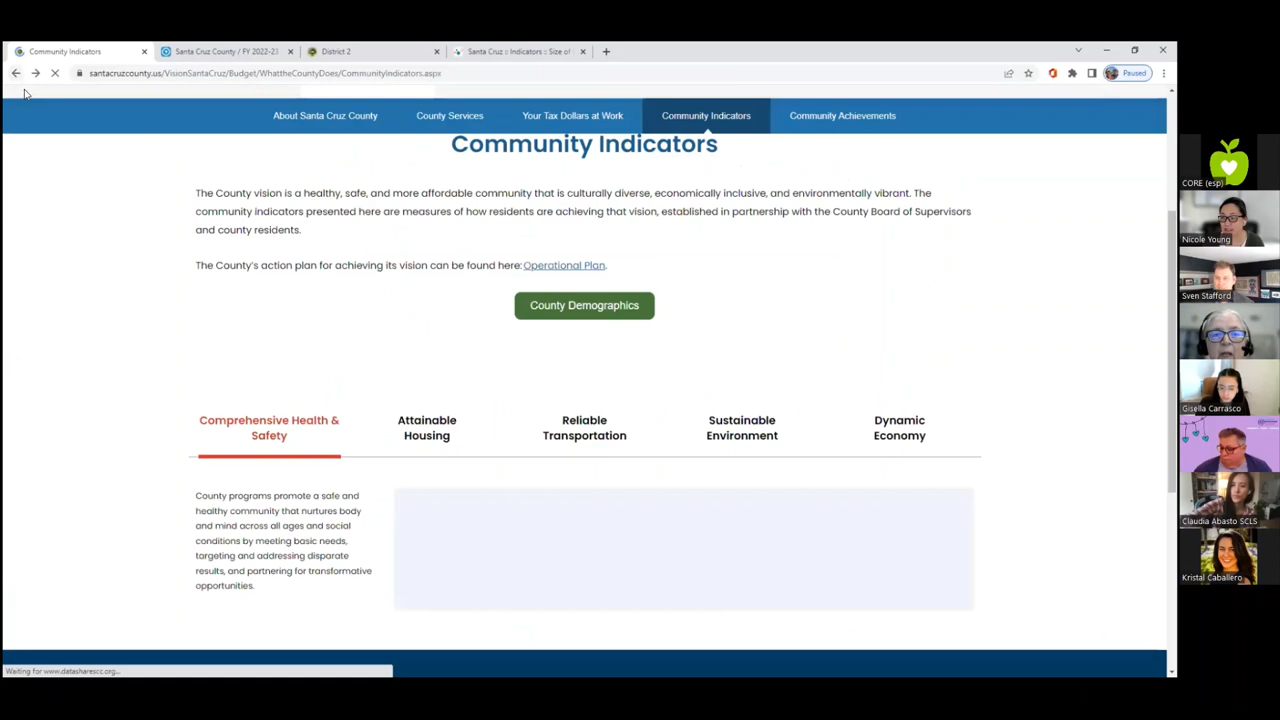 Community Indicators
Santa Cruz County / FY 2022-23
District 2
Santa Cruz :: Indicators :: Size of
santacruzcounty.us/VisionSantaCruz/Budget/WhattheCountyDoes/CommunityIndicators.aspx
Paused
About Santa Cruz County
County Services
Your Tax Dollars at Work
Community Indicators
Community Achievements
Community Indicators
The County vision is a healthy, safe, and more affordable community that is culturally diverse, economically inclusive, and environmentally vibrant. The
community indicators presented here are measures of how residents are achieving that vision, established in partnership with the County Board of Supervisors
and county residents.
The County's action plan for achieving its vision can be found here: Operational Plan.
County Demographics
Comprehensive Health &
Safety
Attainable
Housing
Reliable
Transportation
Sustainable
Environment
Dynamic
Economy
County programs promote a safe and
healthy community that nurtures body
and mind across all ages and social
conditions by meeting basic needs,
targeting and addressing disparate
results, and partnering for transformative
opportunities.
Waiting for www.datasharescc.org...
CORE (esp)
Nicole Young
Sven Stafford
Gisella Carrasco
Claudia Abasto SCLS
Kristal Caballero